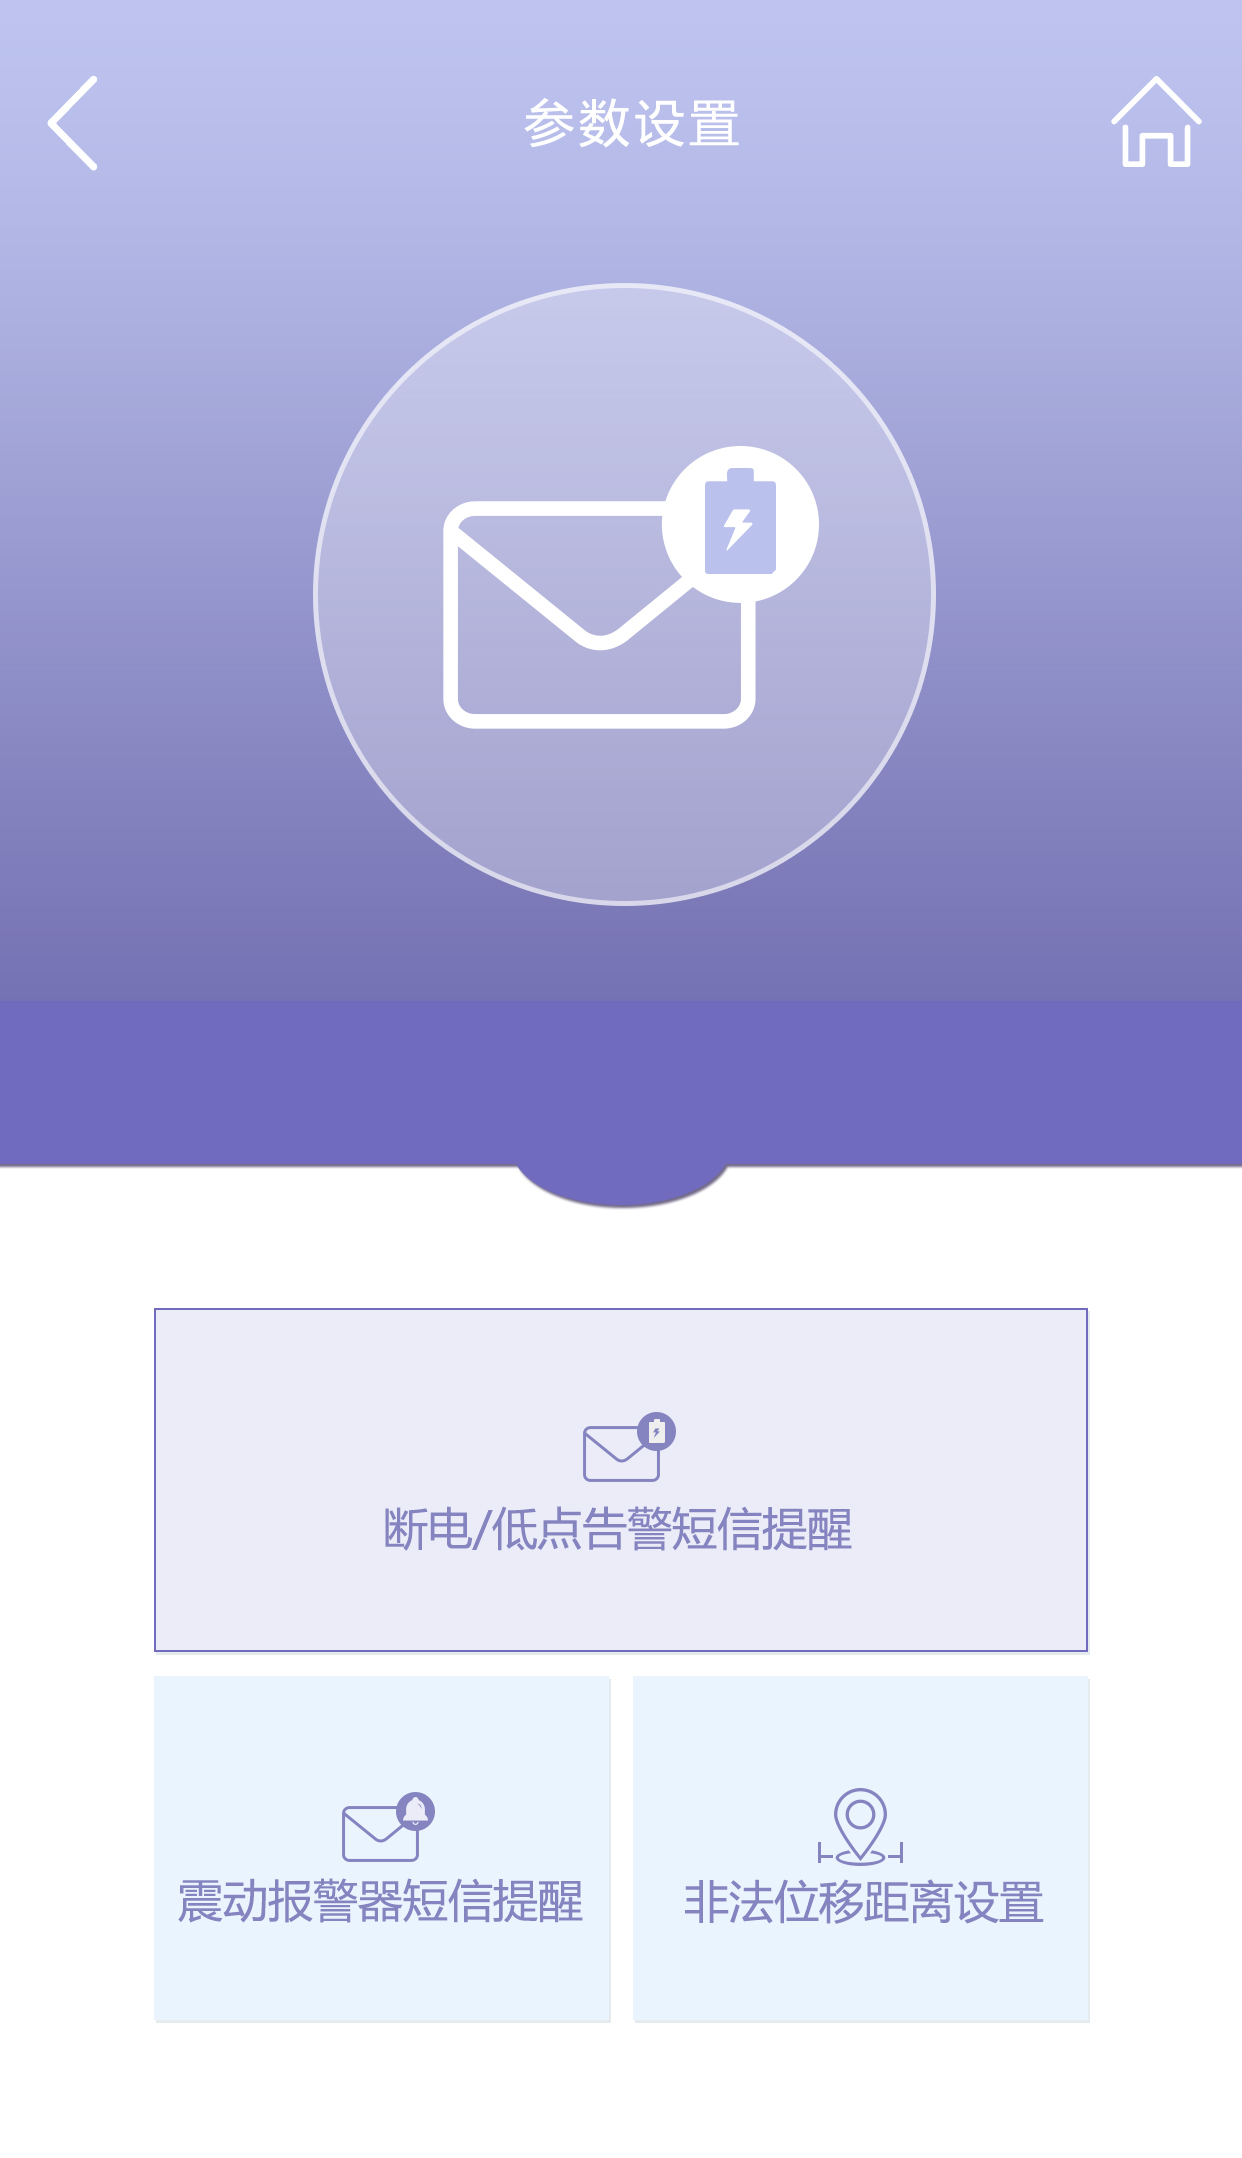 参数设置
断电/低点告警短信提醒
震动报警器短信提醒
非法位移距离设置